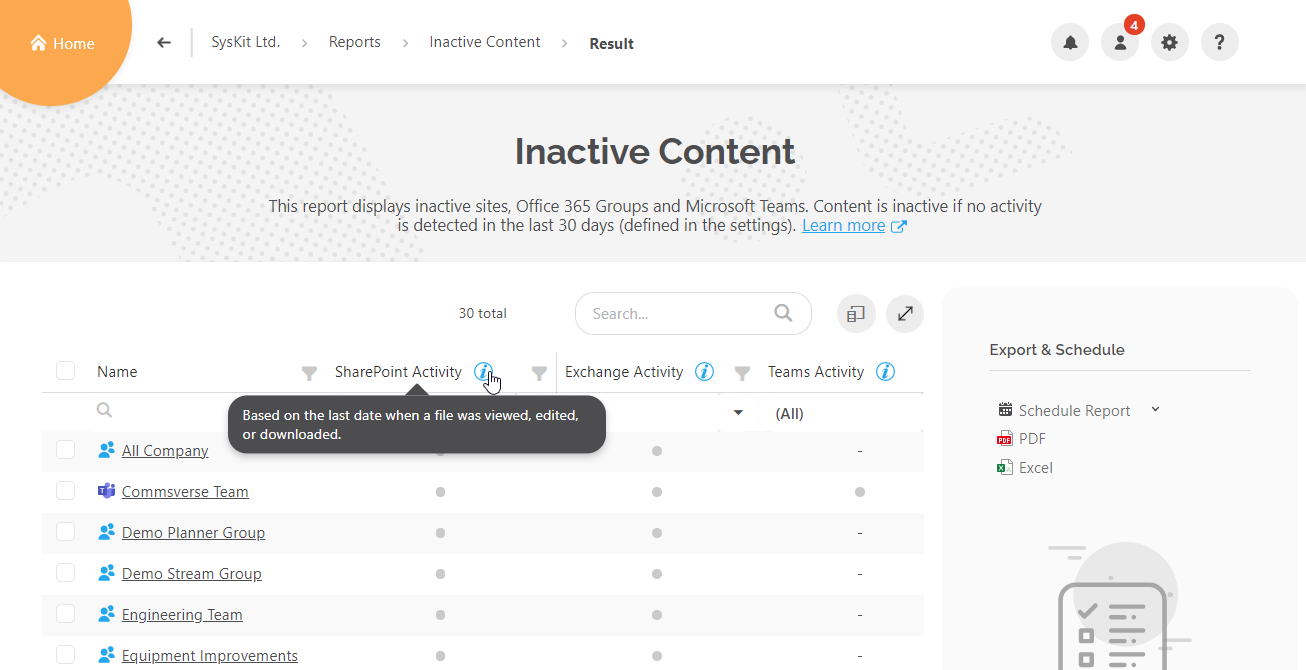 Home
SysKit Ltd. > Reports > Inactive Content > Result
4
?
Inactive Content
This report displays inactive sites, Office 365 Groups and Microsoft Teams. Content is inactive if no activity
is detected in the last 30 days (defined in the settings). Learn more
30 total
Search...
Name
SharePoint Activity
Exchange Activity
Teams Activity
Based on the last date when a file was viewed, edited,
or downloaded.
(All)
All Company -
Commsverse Team
Demo Planner Group -
Demo Stream Group -
Engineering Team -
Equipment Improvements -
Export & Schedule
Schedule Report
PDF
PDF
Excel